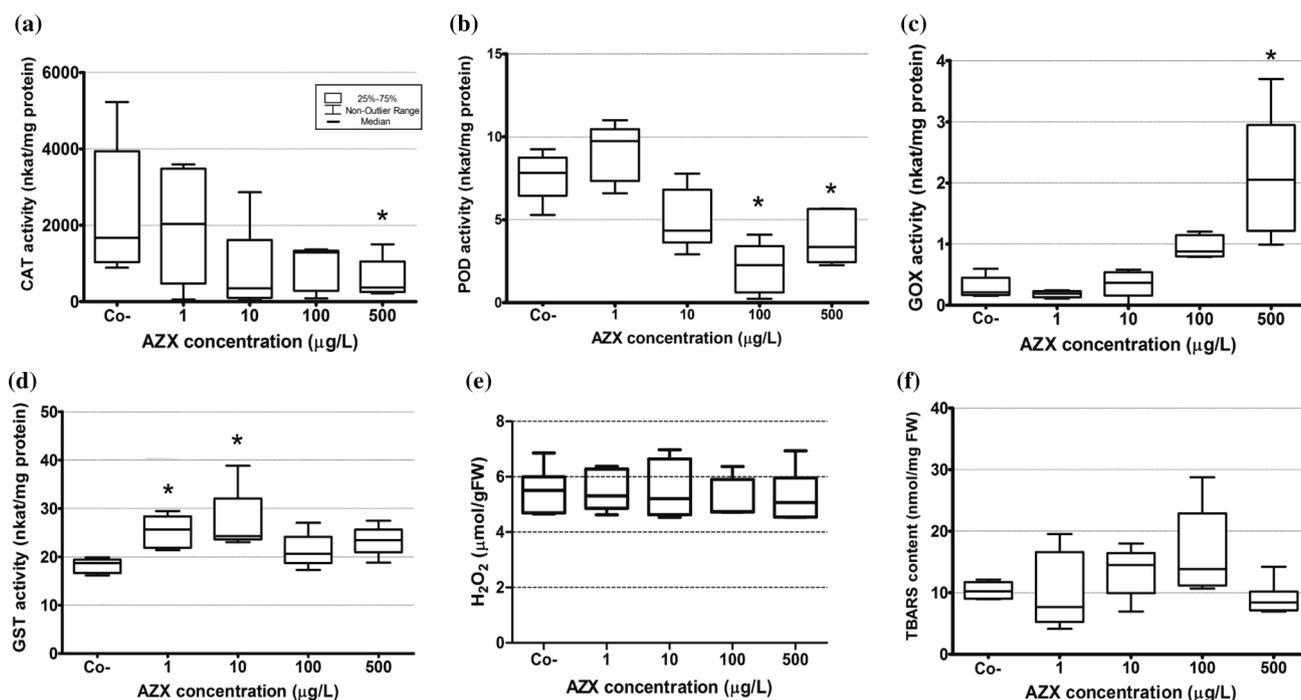 (a)
CAT activity (nkat/mg protein)
6000
4000
2000
0
25%-75%
Non-Outlier Range
Median
*
Co- 1 10 100 500
AZX concentration (μg/L)
(b)
POD activity (nkat/mg protein)
15
10
5
0
* *
Co- 1 10 100 500
AZX concentration (μg/L)
(c)
GOX activity (nkat/mg protein)
4
3
2
1
0
*
Co- 1 10 100 500
AZX concentration (μg/L)
(d)
GST activity (nkat/mg protein)
50
40
30
20
10
0
* *
Co- 1 10 100 500
AZX concentration (μg/L)
(e)
H₂O₂ (μmol/gFW)
8
6
4
2
0
Co- 1 10 100 500
AZX concentration (μg/L)
(f)
TBARS content (nmol/mg FW)
40
30
20
10
0
Co- 1 10 100 500
AZX concentration (μg/L)